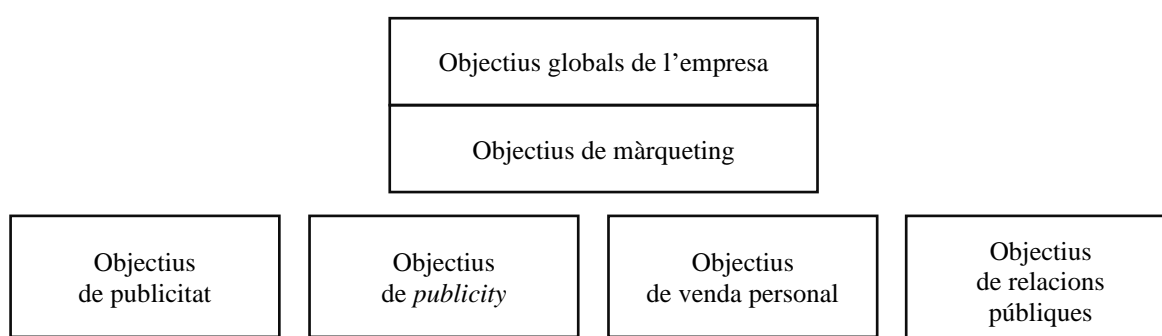 Objectius globals de l’empresa
Objectius de màrqueting
Objectius
de publicitat
Objectius
de publicity
Objectius
de venda personal
Objectius
de relacions
públiques